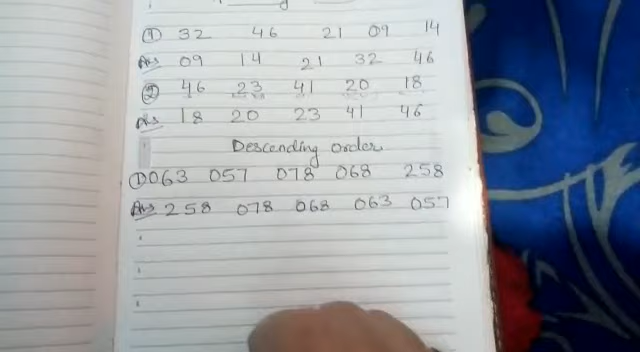 ① 32 46 21 09 14
Ans 09 14 21 32 46
② 46 23 41 20 18
Ans 18 20 23 41 46
Descending order
① 063 057 078 068 258
Ans 258 078 068 063 057